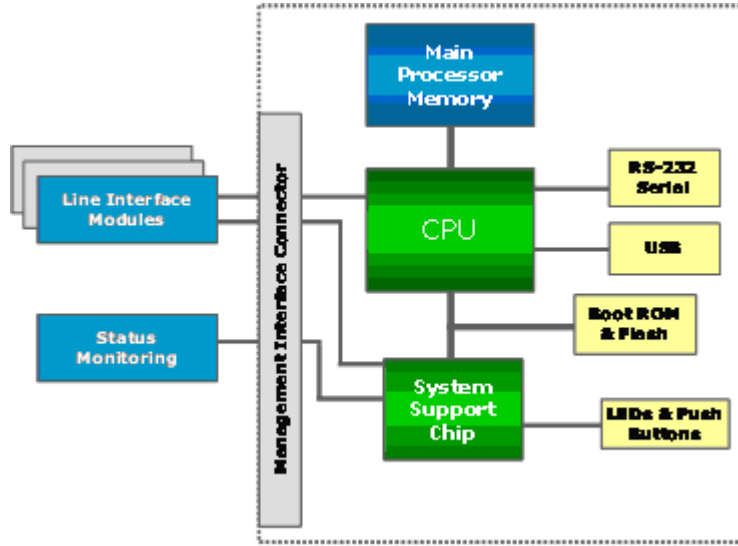 Main
Processor
Memory
Line Interface
Modules
Management Interface Connector
CPU
RS-232
Serial
USB
Boot ROM
& Flash
Status
Monitoring
System
Support
Chip
LEDs & Push
Buttons